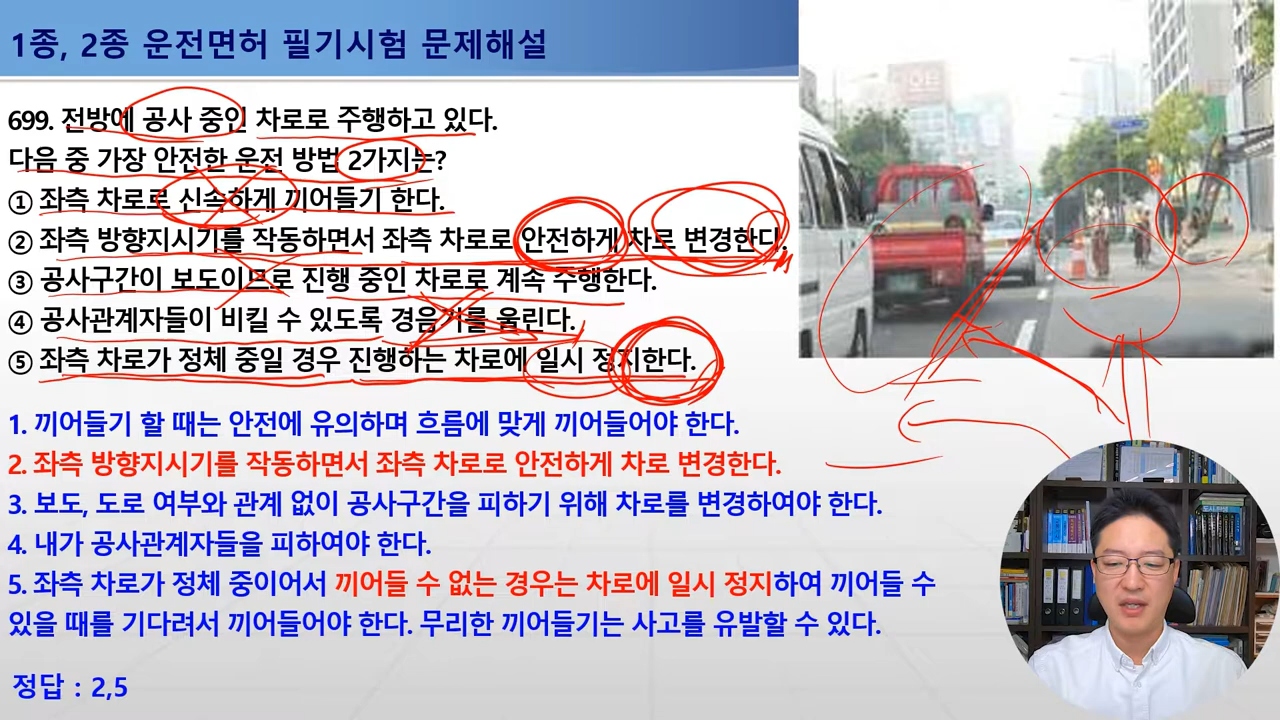 1종, 2종 운전면허 필기시험 문제해설
699. 전방에 공사 중인 차로로 주행하고 있다.
다음 중 가장 안전한 운전 방법 2가지는?
① 좌측 차로로 신속하게 끼어들기 한다.
② 좌측 방향지시기를 작동하면서 좌측 차로로 안전하게 차로 변경한다.
③ 공사구간이 보도이므로 진행 중인 차로로 계속 주행한다.
④ 공사관계자들이 비킬 수 있도록 경음기를 울린다.
⑤ 좌측 차로가 정체 중일 경우 진행하는 차로에 일시 정지한다.
1. 끼어들기 할 때는 안전에 유의하며 흐름에 맞게 끼어들어야 한다.
2. 좌측 방향지시기를 작동하면서 좌측 차로로 안전하게 차로 변경한다.
3. 보도, 도로 여부와 관계 없이 공사구간을 피하기 위해 차로를 변경하여야 한다.
4. 내가 공사관계자들을 피하여야 한다.
5. 좌측 차로가 정체 중이어서 끼어들 수 없는 경우는 차로에 일시 정지하여 끼어들 수
있을 때를 기다려서 끼어들어야 한다. 무리한 끼어들기는 사고를 유발할 수 있다.
정답 : 2,5